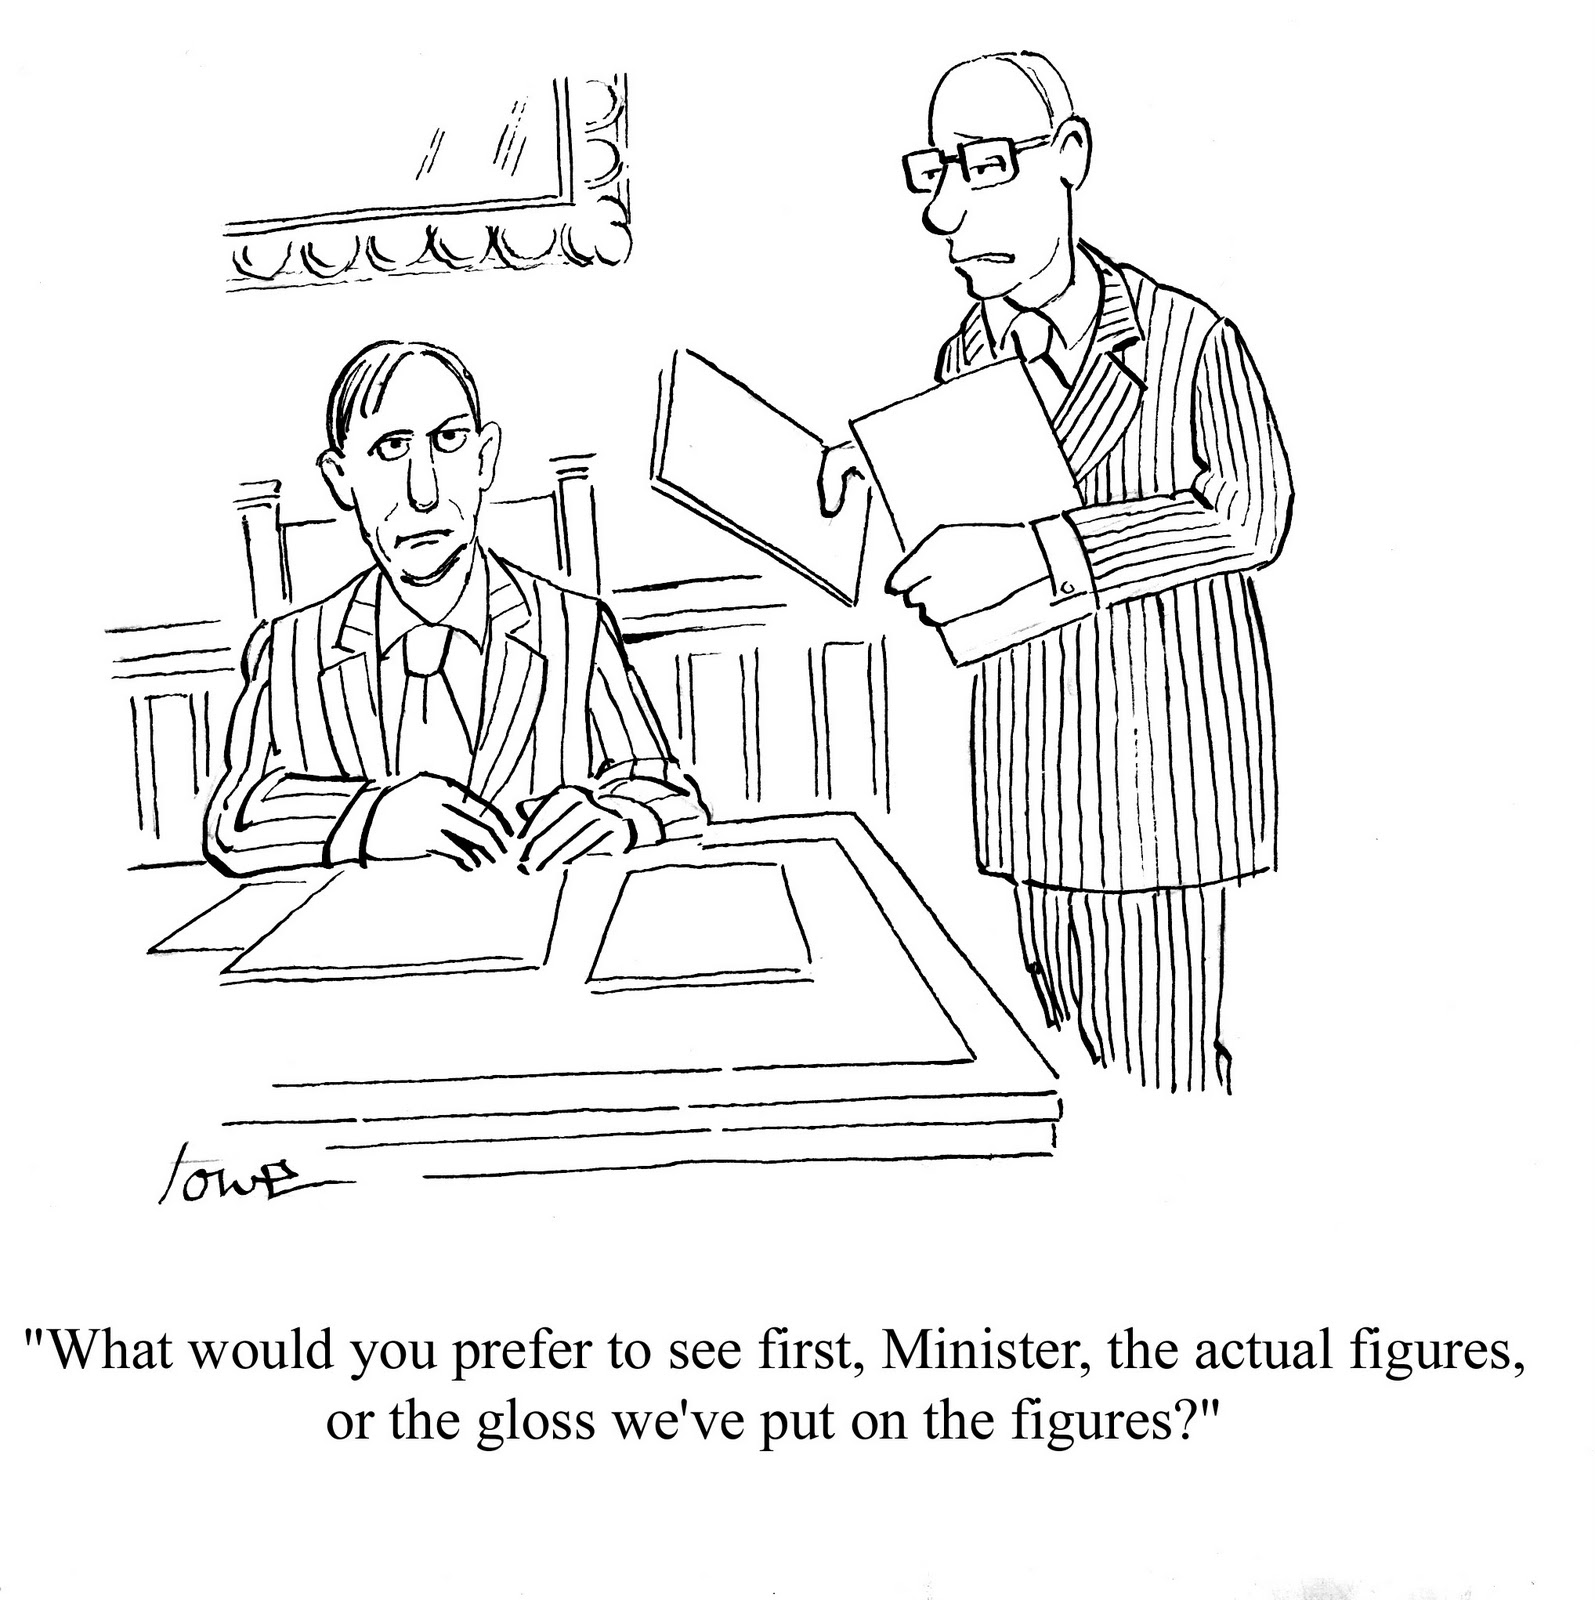 lowe
"What would you prefer to see first, Minister, the actual figures,
or the gloss we've put on the figures?"